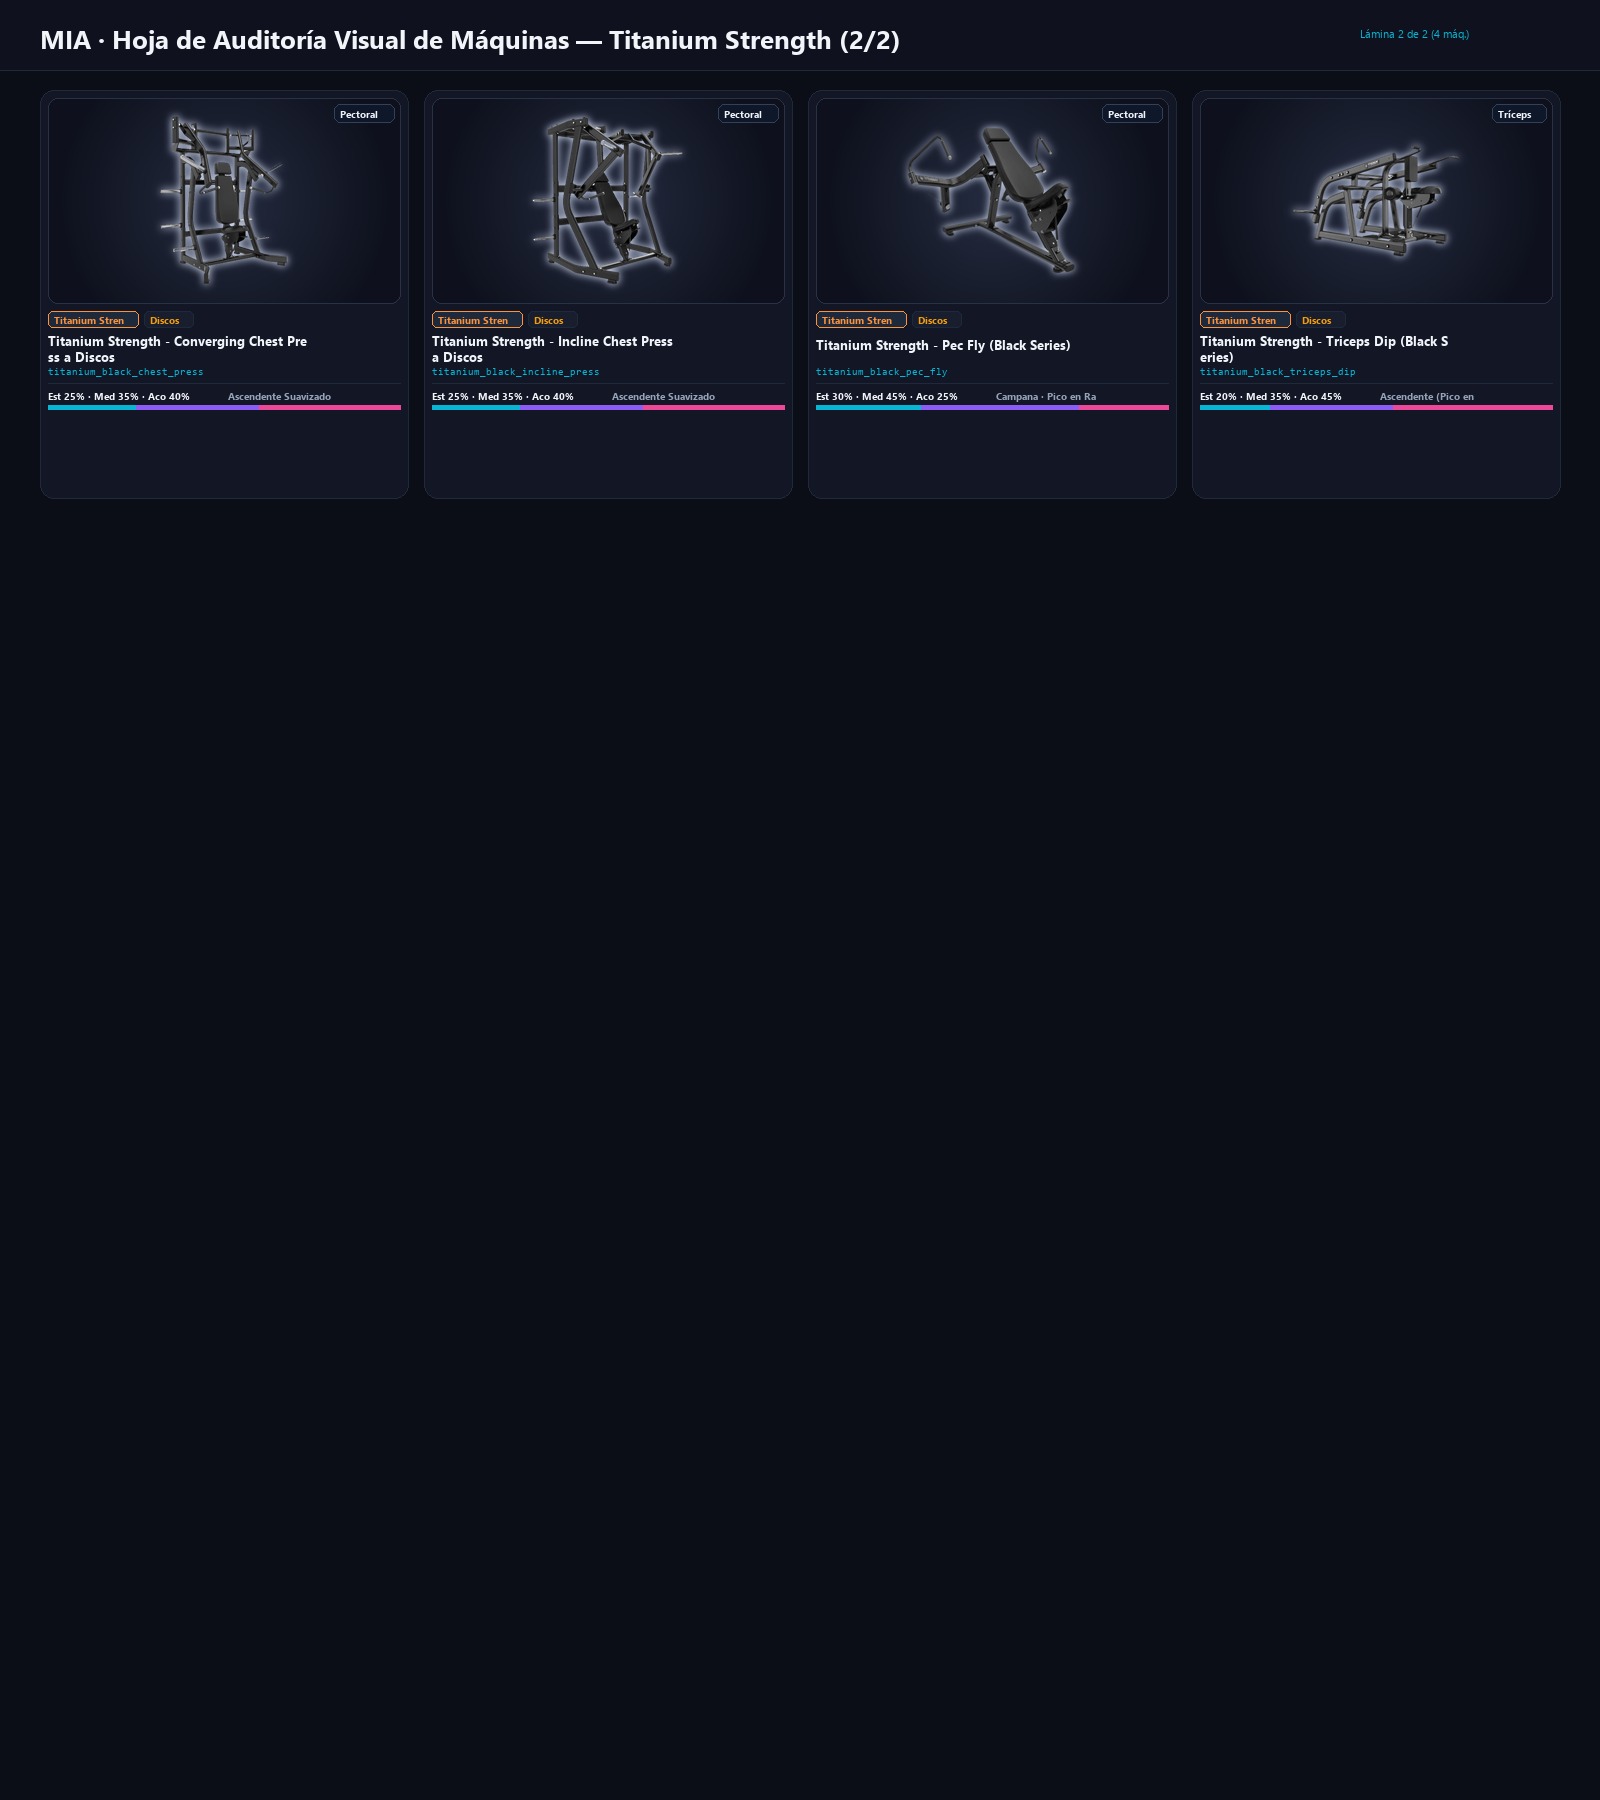 MIA · Hoja de Auditoría Visual de Máquinas — Titanium Strength (2/2)
Lámina 2 de 2 (4 máq.)
Pectoral
Titanium Stren
Discos
Titanium Strength - Converging Chest Pre
ss a Discos
titanium_black_chest_press
Est 25% · Med 35% · Aco 40%
Ascendente Suavizado
Pectoral
Titanium Stren
Discos
Titanium Strength - Incline Chest Press
a Discos
titanium_black_incline_press
Est 25% · Med 35% · Aco 40%
Ascendente Suavizado
Pectoral
Titanium Stren
Discos
Titanium Strength - Pec Fly (Black Series)
titanium_black_pec_fly
Est 30% · Med 45% · Aco 25%
Campana · Pico en Ra
Tríceps
Titanium Stren
Discos
Titanium Strength - Triceps Dip (Black S
eries)
titanium_black_triceps_dip
Est 20% · Med 35% · Aco 45%
Ascendente (Pico en